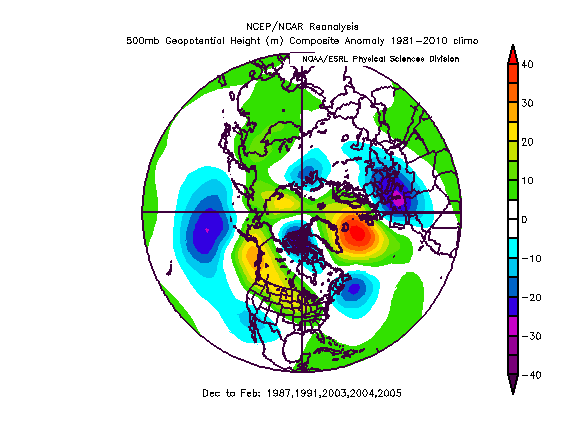 NCEP/NCAR Reanalysis
500mb Geopotential Height (m) Composite Anomaly 1981-2010 climo
NOAA/ESRL Physical Sciences Division
40
30
20
10
0
-10
-20
-30
-40
Dec to Feb: 1987,1991,2003,2004,2005